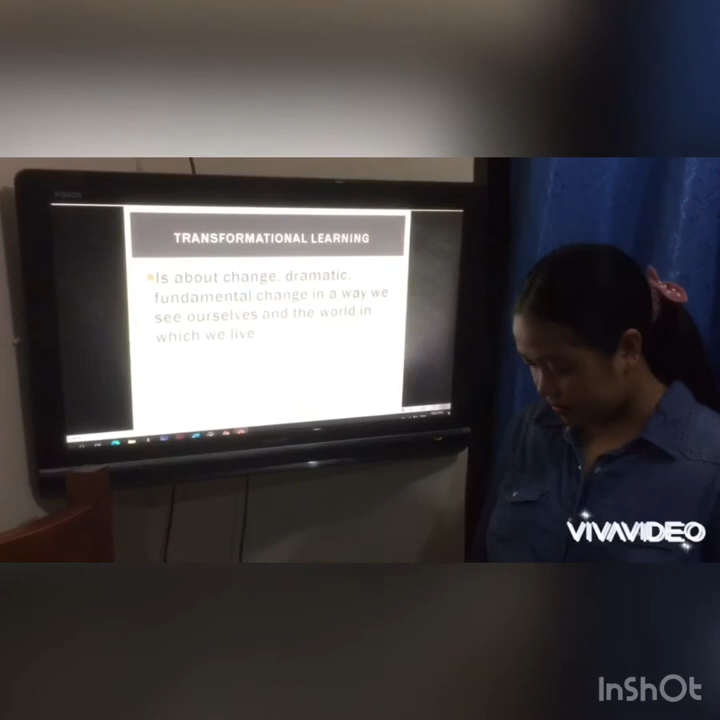 AQUOS
TRANSFORMATIONAL LEARNING
Is about change. dramatic,
fundamental change in a way we
see ourselves and the world in
which we live
VIVAVIDEO
InShOt